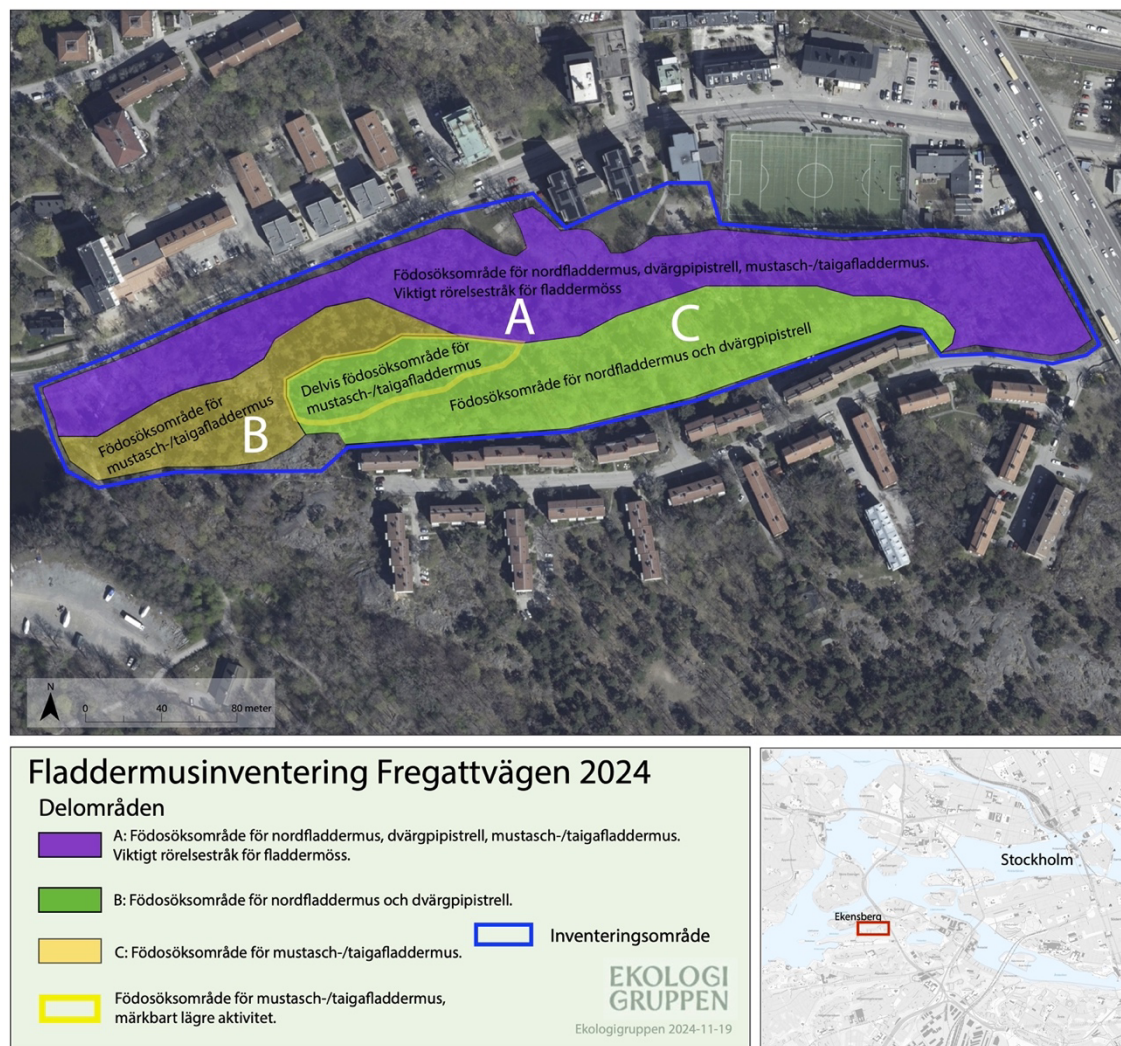 Födosöksområde för nordfladdermus, dvärgpipistrell, mustasch-/taigafladdermus.
Viktigt rörelsestråk för fladdermöss
A
C
Delvis födosöksområde för
mustasch-/taigafladdermus
Födosöksområde för nordfladdermus och dvärgpipistrell
Födosöksområde för
mustasch-/taigafladdermus
B
N
0 40 80 meter
Fladdermusinventering Fregattvägen 2024
Delområden
A: Födosöksområde för nordfladdermus, dvärgpipistrell, mustasch-/taigafladdermus.
Viktigt rörelsestråk för fladdermöss.
B: Födosöksområde för nordfladdermus och dvärgpipistrell.
C: Födosöksområde för mustasch-/taigafladdermus.
Födosöksområde för mustasch-/taigafladdermus,
märkbart lägre aktivitet.
Inventeringsområde
EKOLOGI
GRUPPEN
Ekologigruppen 2024-11-19
Stockholm
Ekensberg